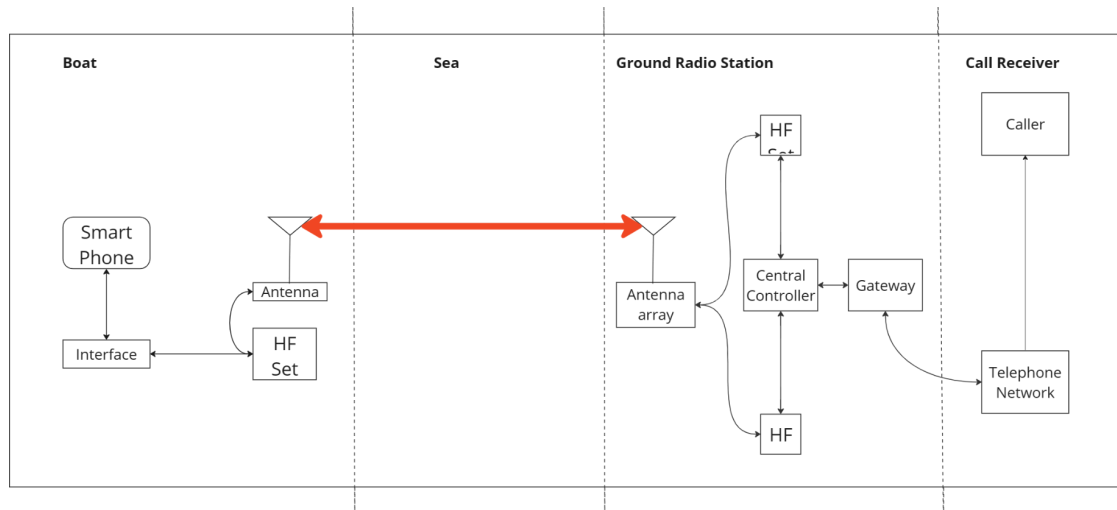 Boat
Sea
Ground Radio Station
Call Receiver
Smart
Phone
Interface
Antenna
HF
Set
Antenna
array
HF
Set
Central
Controller
Gateway
HF
Caller
Telephone
Network